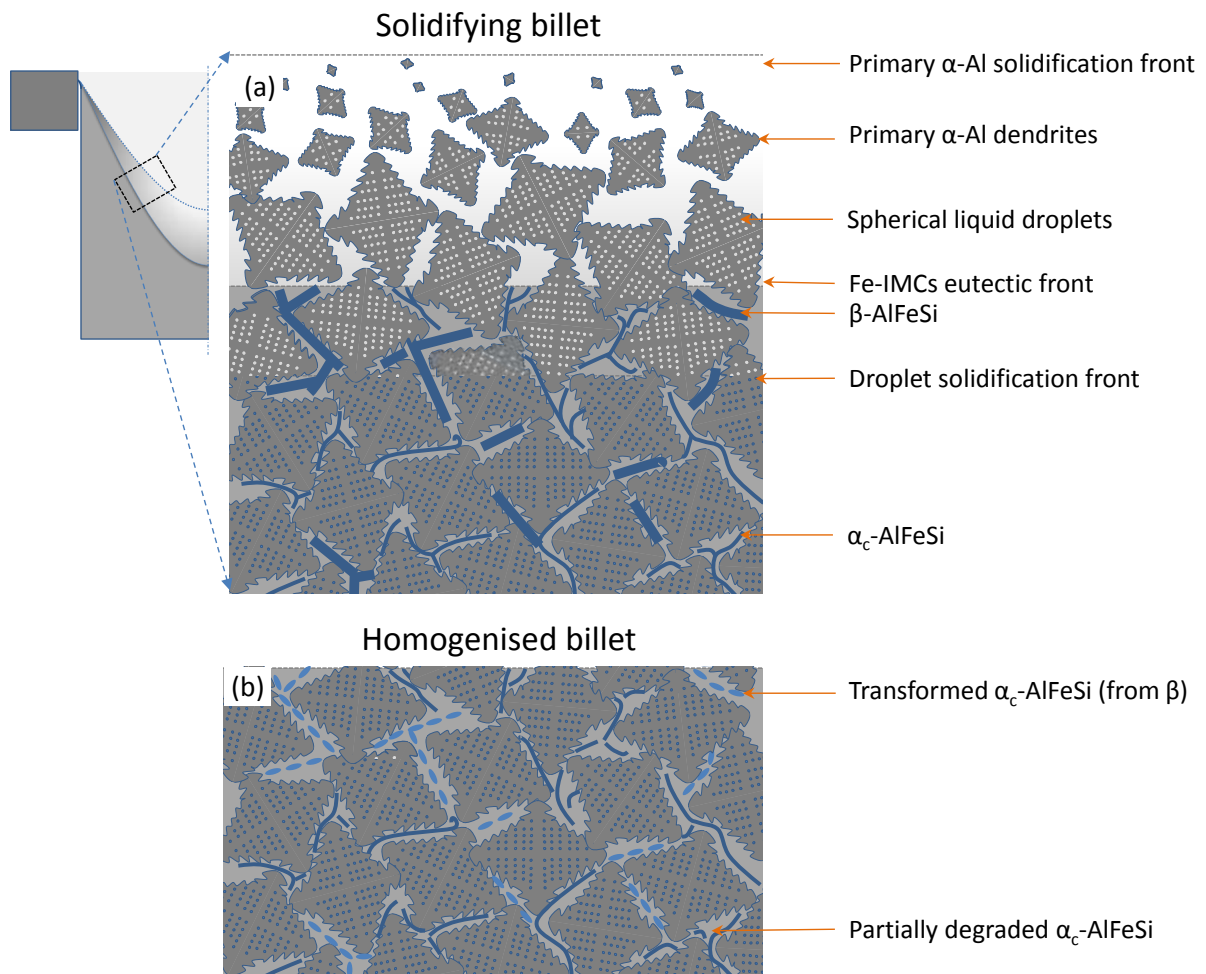 Solidifying billet
(a)
Primary α-Al solidification front
Primary α-Al dendrites
Spherical liquid droplets
Fe-IMCs eutectic front
β-AlFeSi
Droplet solidification front
αc-AlFeSi
Homogenised billet
(b)
Transformed αc-AlFeSi (from β)
Partially degraded αc-AlFeSi